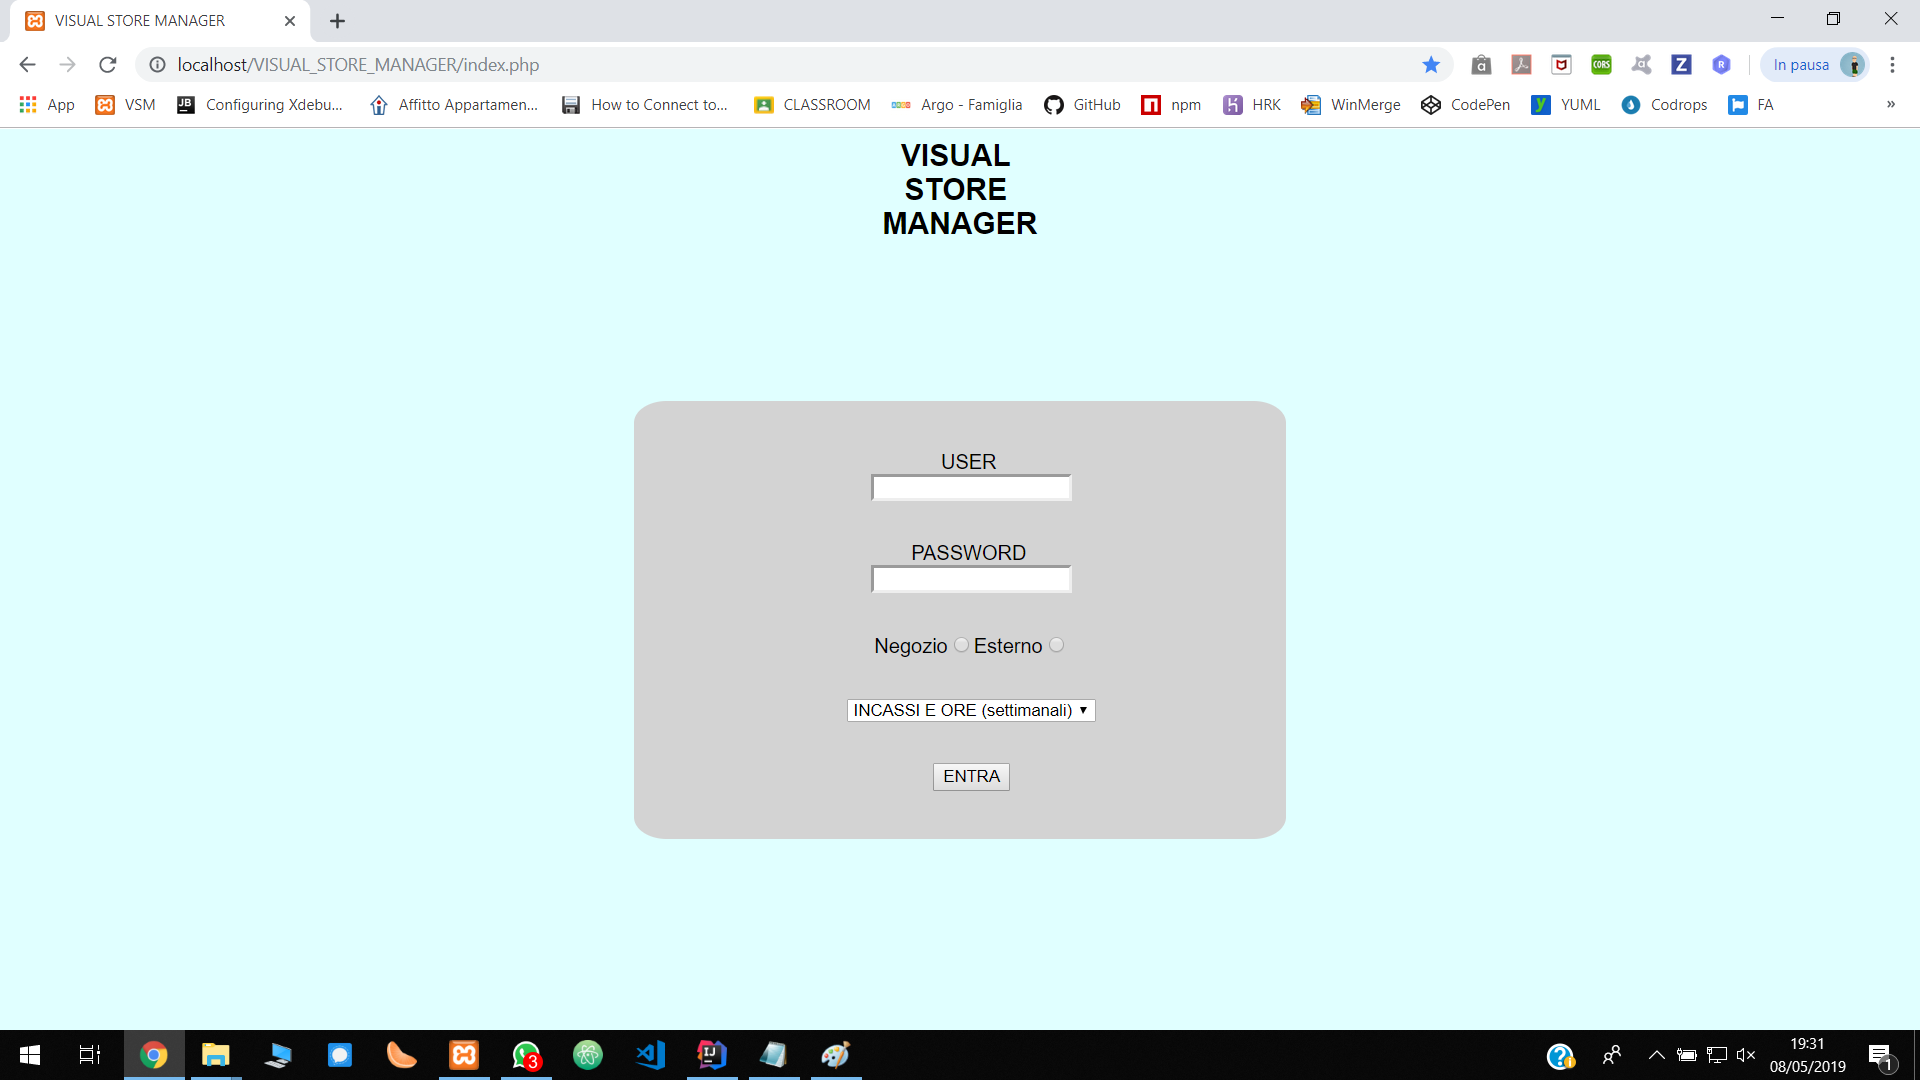 VISUAL STORE MANAGER
localhost/VISUAL_STORE_MANAGER/index.php
In pausa
App VSM Configuring Xdebu... Affitto Appartamen... How to Connect to... CLASSROOM Argo - Famiglia GitHub npm HRK WinMerge CodePen YUML Codrops FA »
VISUAL
STORE
MANAGER
USER
PASSWORD
Negozio Esterno
INCASSI E ORE (settimanali)
ENTRA
3
19:31
08/05/2019
1